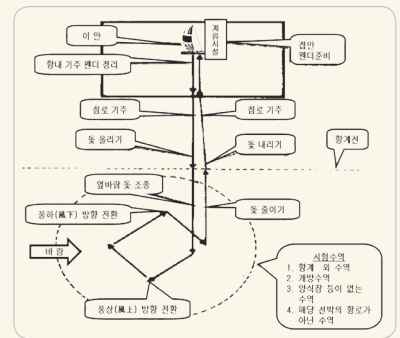 이 안
계류시설
접안
펜더준비
항내 기주 펜더 정리
침로 기주
침로 기주
돛 올리기
돛 내리기
항계선
옆바람 돛 조종
풍하(風下) 방향 전환
돛 줄이기
바 람
풍상(風上) 방향 전환
시험수역
1. 항계 외 수역
2. 개방수역
3. 양식장 등이 없는
수역
4. 해당 선박의 항로가
아닌 수역